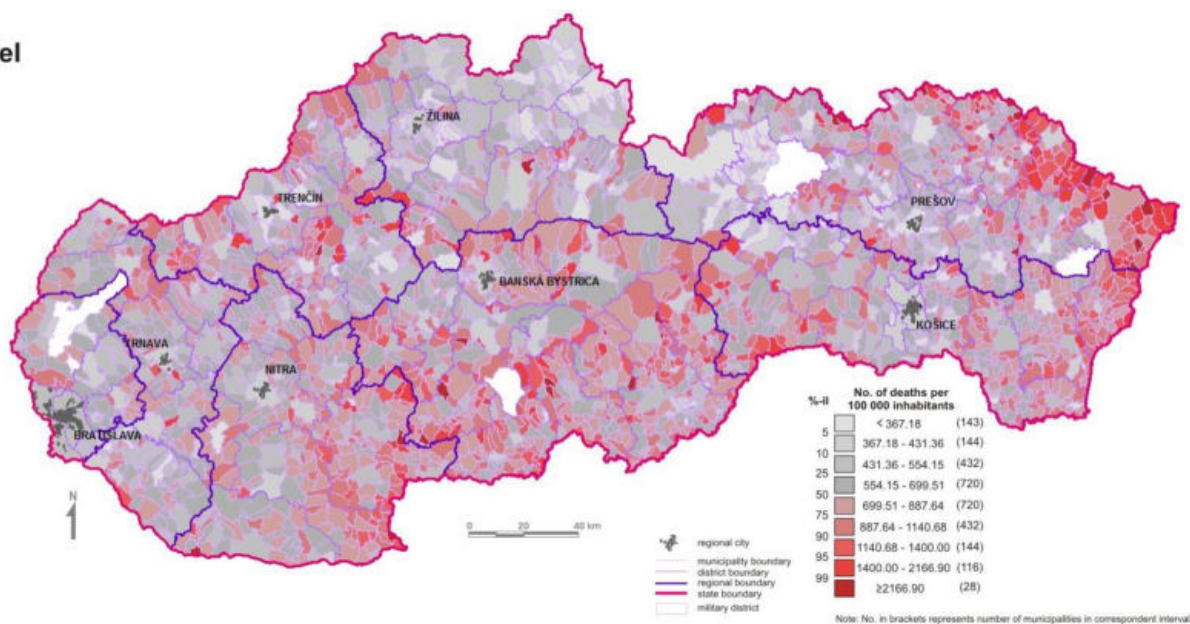 el
ŽILINA
TRENČÍN
PREŠOV
BANSKÁ BYSTRICA
KOŠICE
TRNAVA
NITRA
BRATISLAVA
N
0 20 40 km
regional city
municipality boundary
district boundary
regional boundary
state boundary
military district
%-il No. of deaths per
100 000 inhabitants
< 367.18 (143)
5
367.18 - 431.36 (144)
10
431.36 - 554.15 (432)
25
554.15 - 699.51 (720)
50
699.51 - 887.64 (720)
75
887.64 - 1140.68 (432)
90
1140.68 - 1400.00 (144)
95
1400.00 - 2166.90 (116)
99
≥2166.90 (28)
Note: No. in brackets represents number of municipalities in correspondent interval